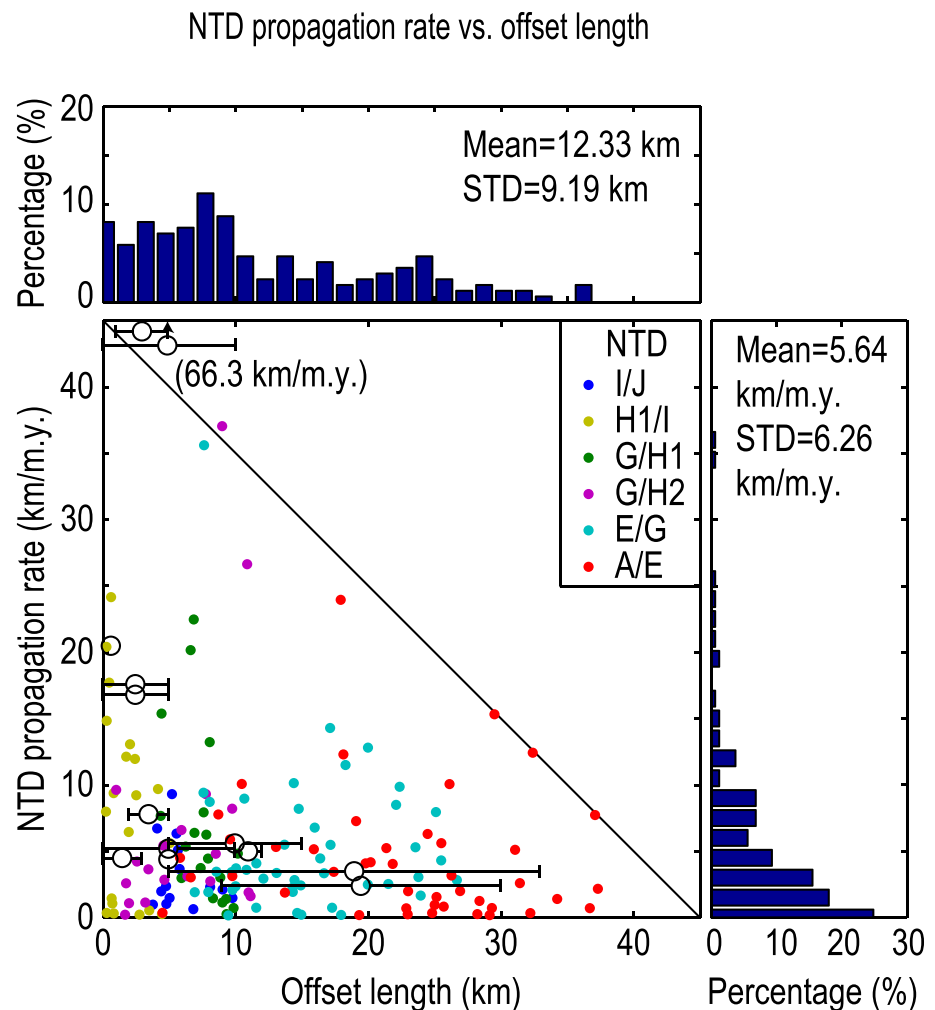 NTD propagation rate vs. offset length
Percentage (%)
20
10
0
Mean=12.33 km
STD=9.19 km
NTD propagation rate (km/m.y.)
40
30
20
10
0
(66.3 km/m.y.)
NTD
I/J
H1/I
G/H1
G/H2
E/G
A/E
Mean=5.64
km/m.y.
STD=6.26
km/m.y.
0 10 20 30 40
Offset length (km)
0 10 20 30
Percentage (%)